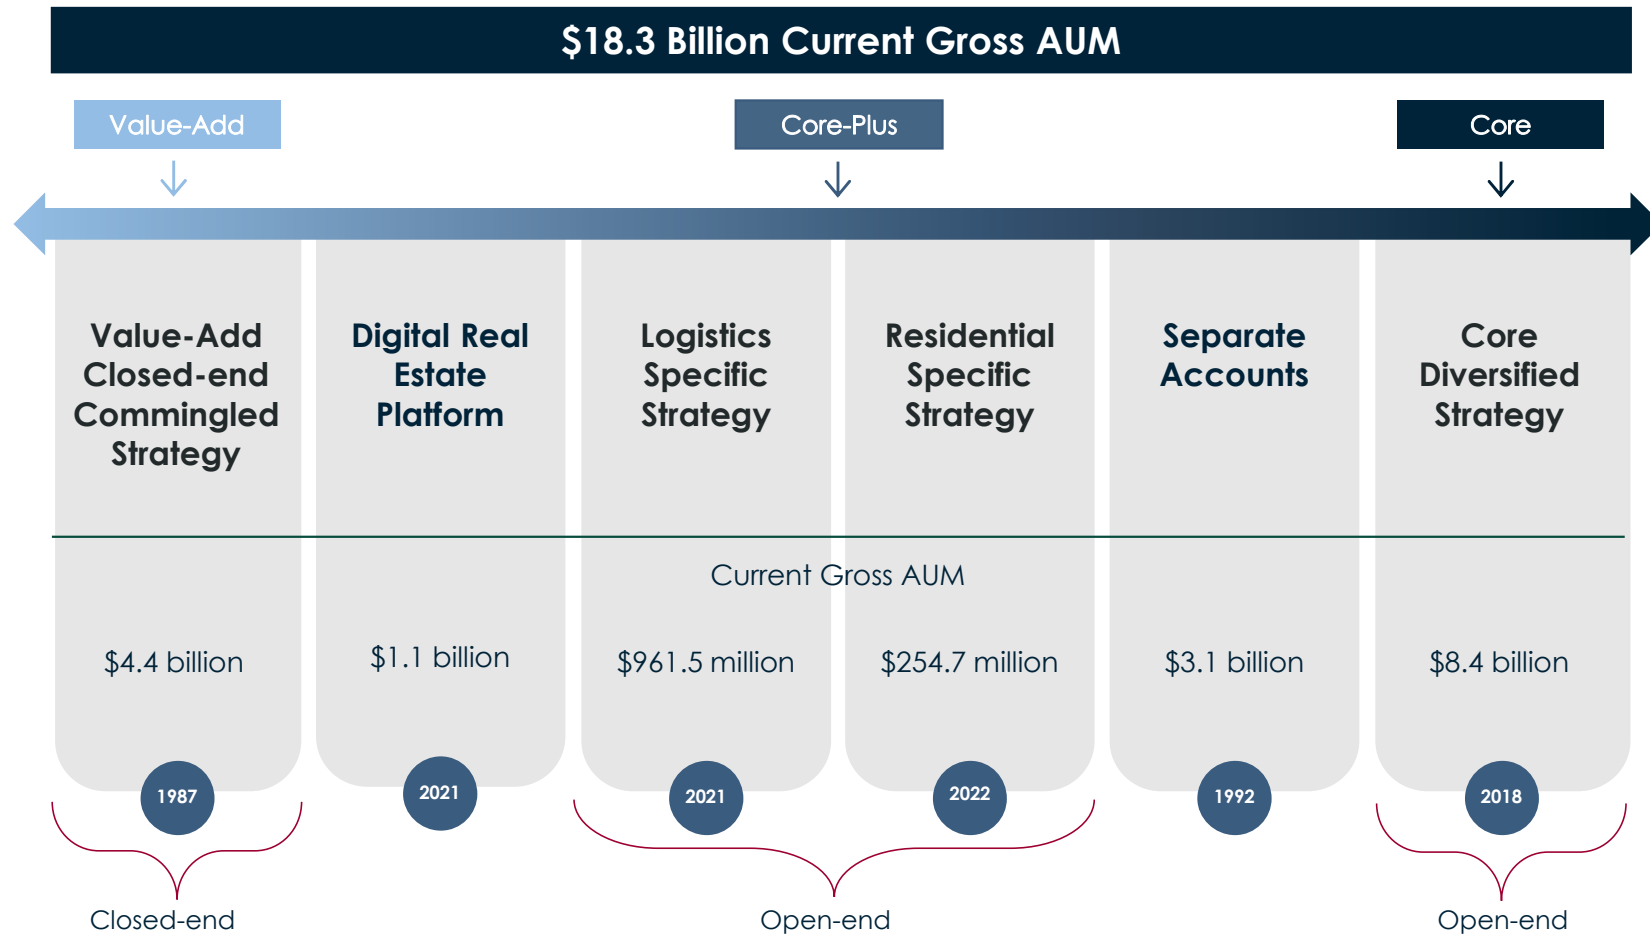 $18.3 Billion Current Gross AUM
Value-Add
Core-Plus
Core
Value-Add
Closed-end
Commingled
Strategy
Digital Real
Estate
Platform
Logistics
Specific
Strategy
Residential
Specific
Strategy
Separate
Accounts
Core
Diversified
Strategy
Current Gross AUM
$4.4 billion
$1.1 billion
$961.5 million
$254.7 million
$3.1 billion
$8.4 billion
1987
2021
2021
2022
1992
2018
Closed-end
Open-end
Open-end